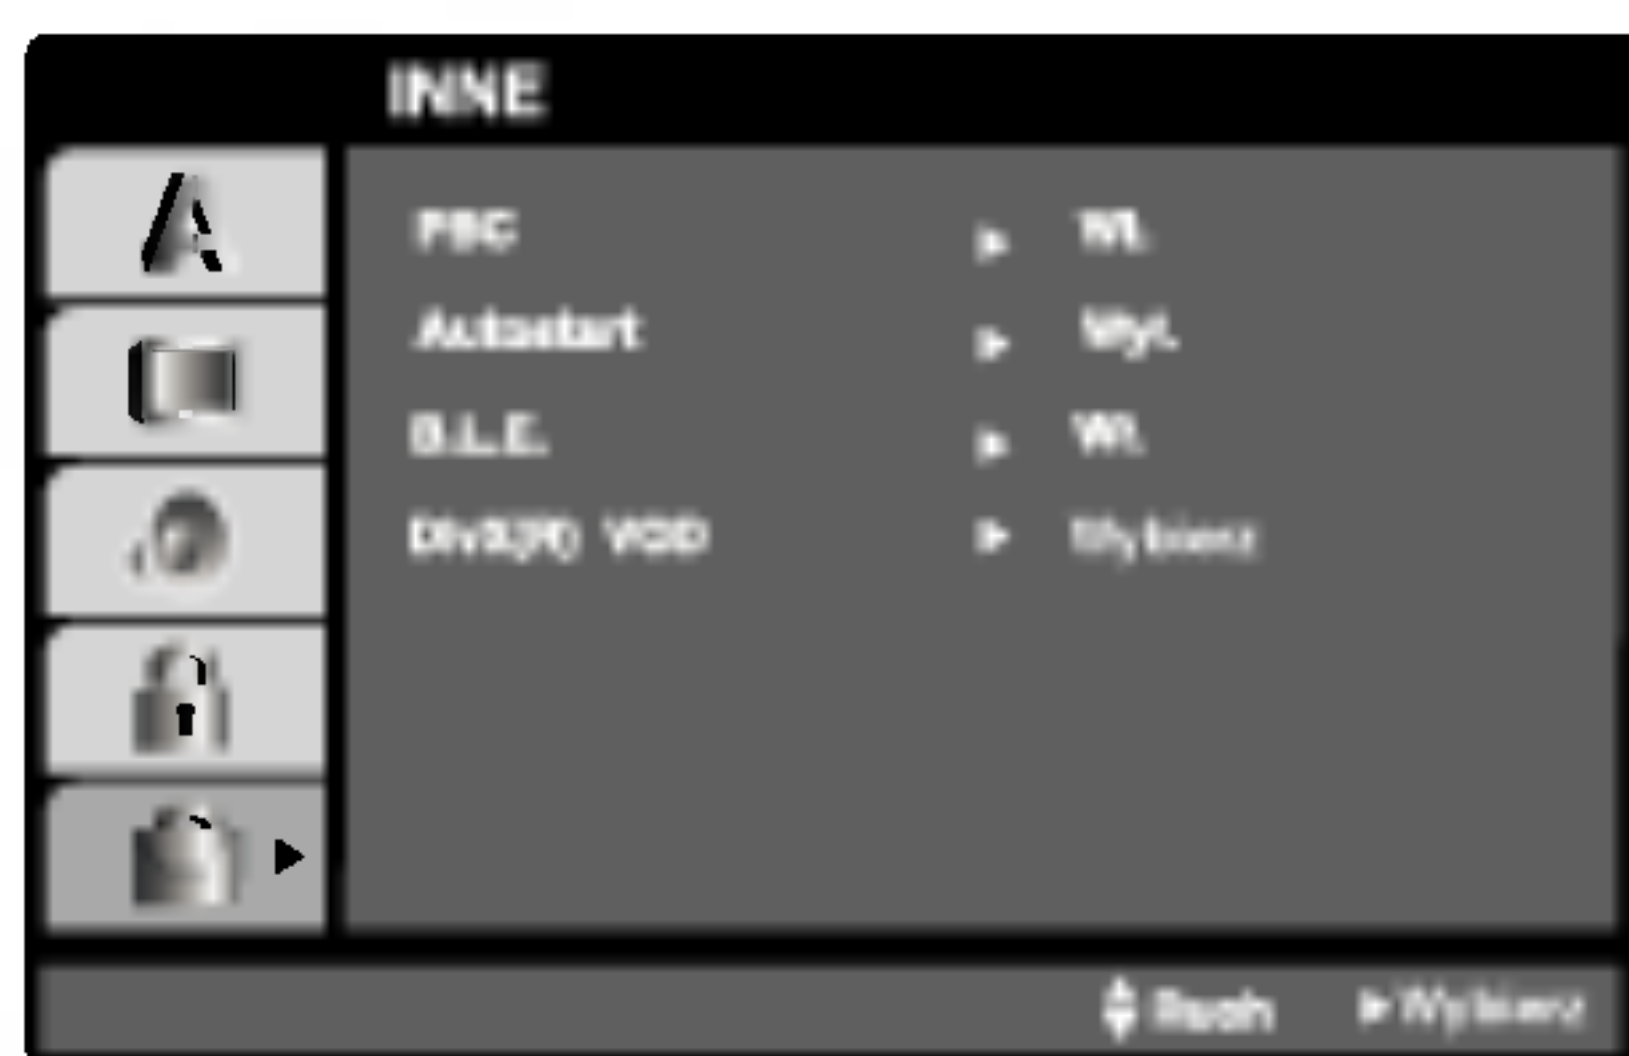 INNE
PBC ► Wł.
Autostart ► Wył.
B.L.E. ► Wł.
DivX(R) VOD ► Wybierz
Ruch ►Wybierz